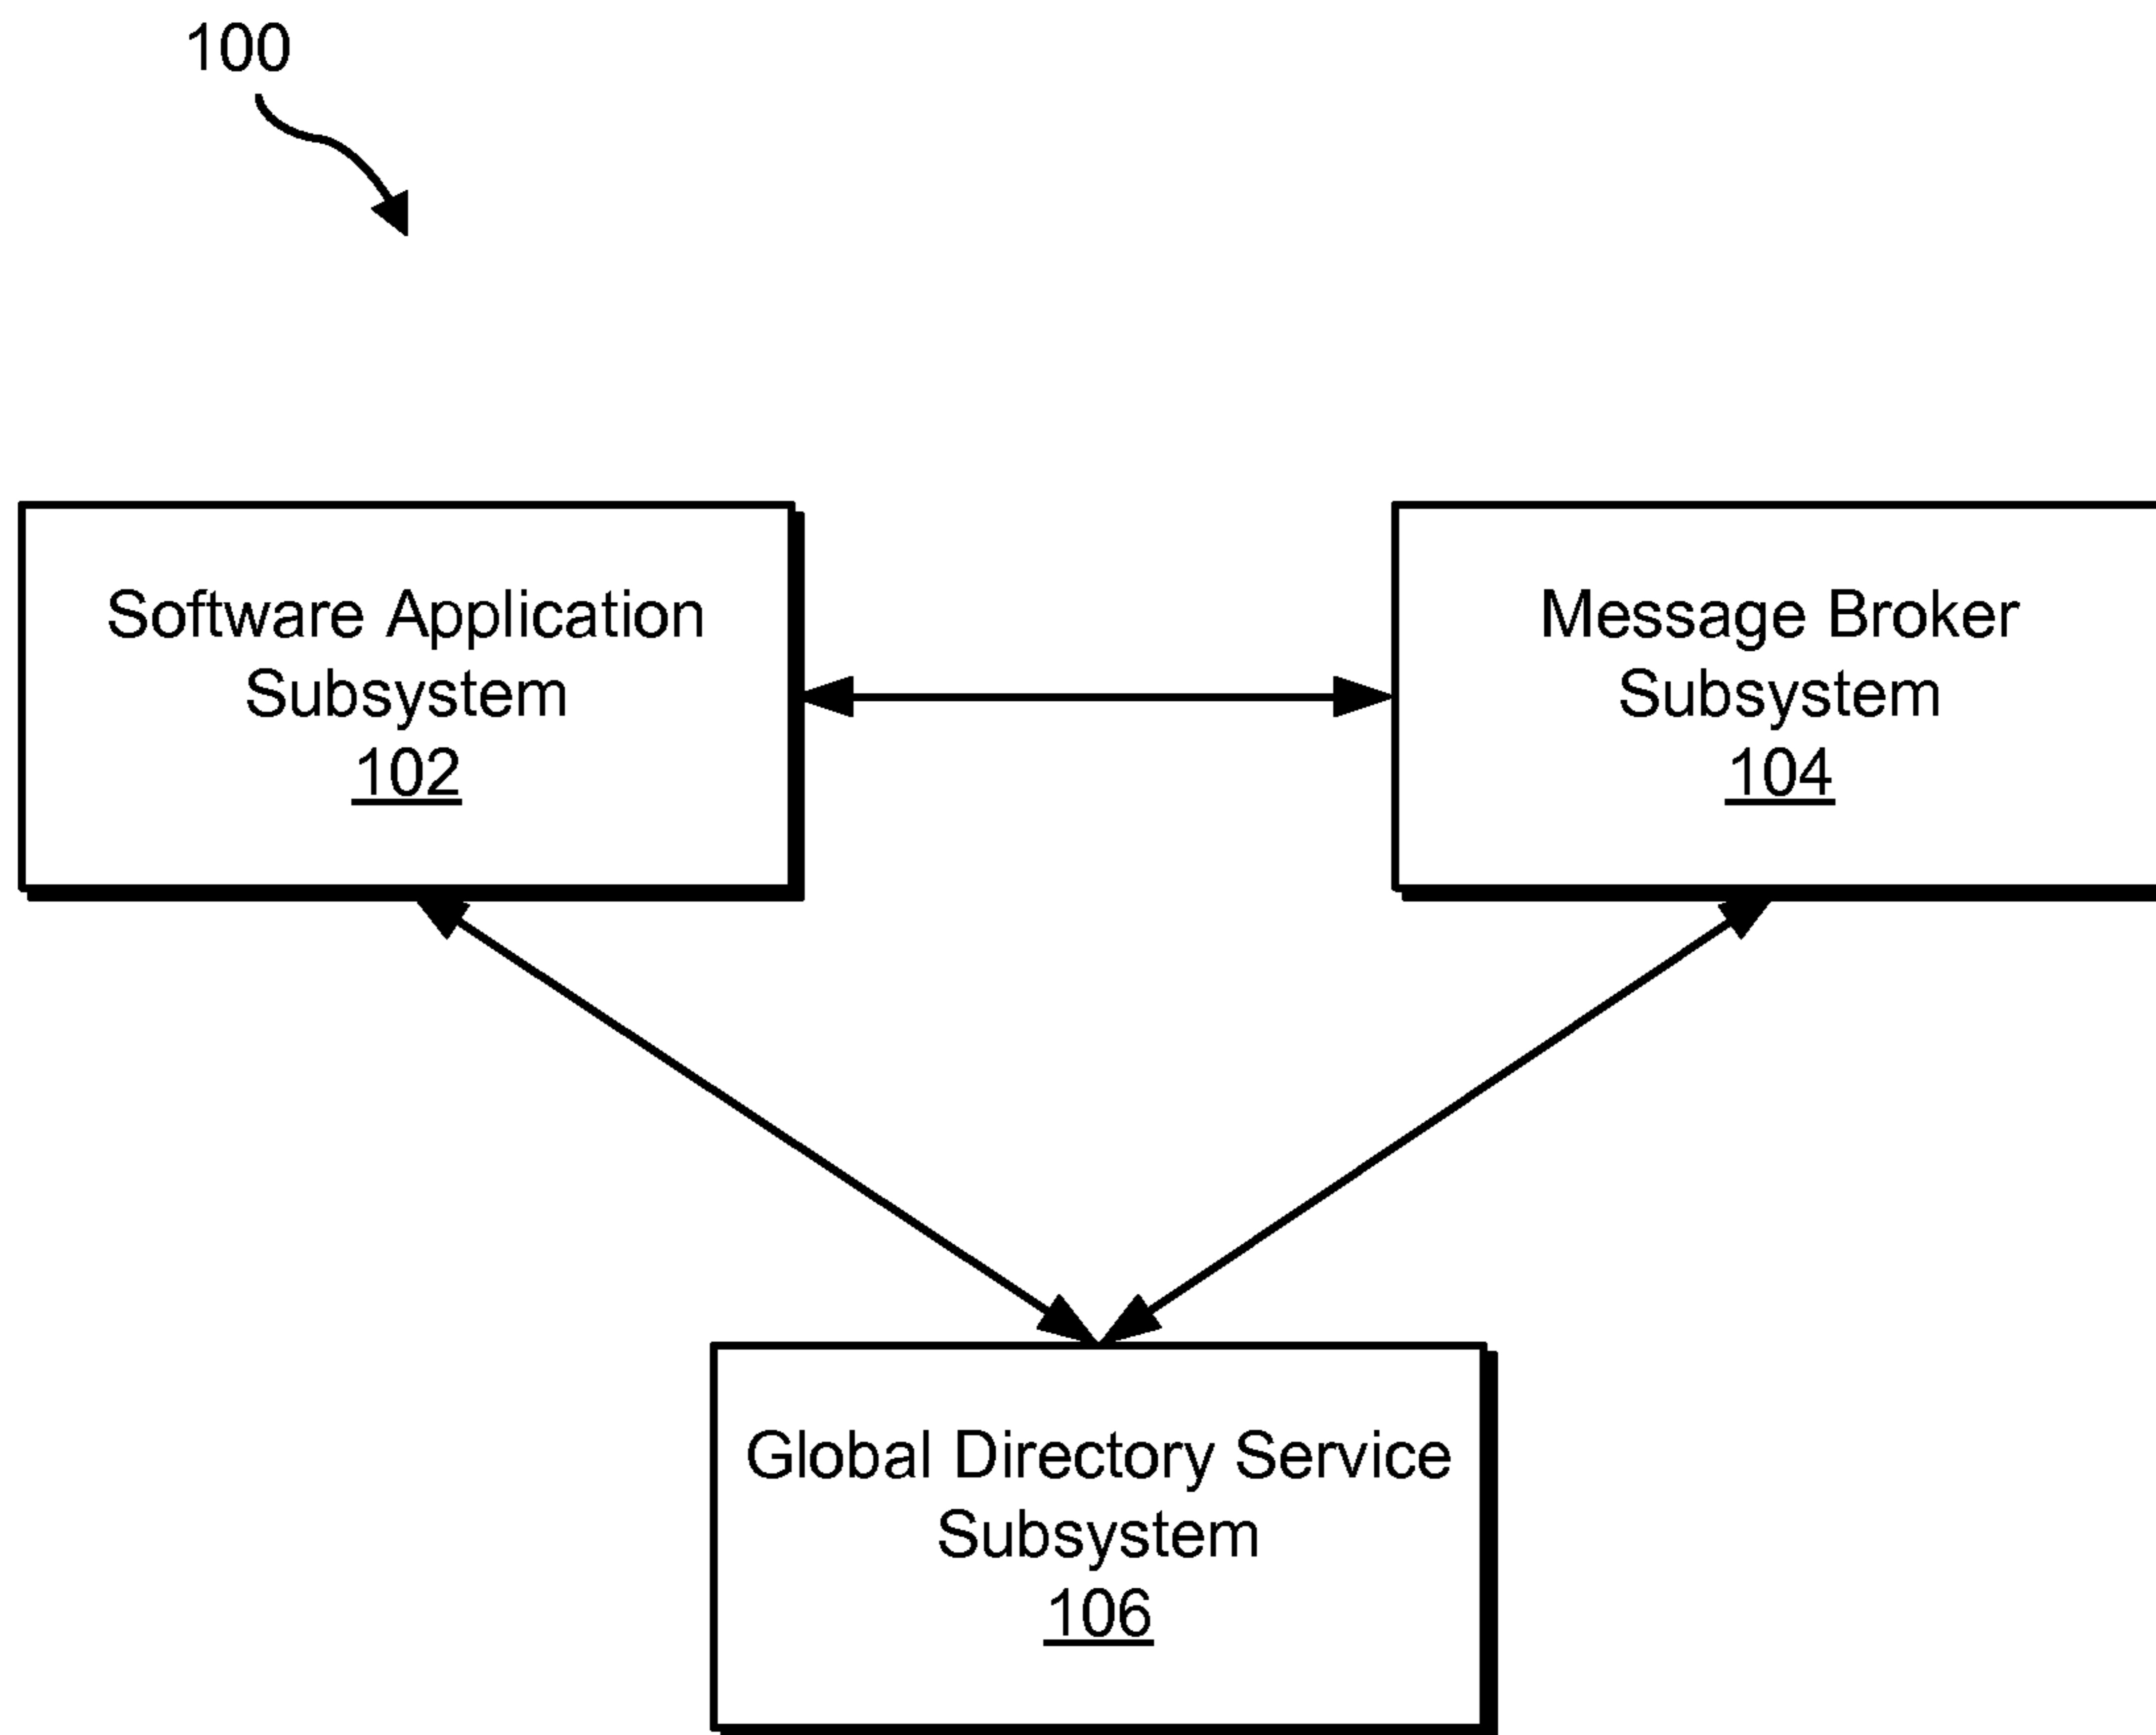 100
Software Application
Subsystem
102
Message Broker
Subsystem
104
Global Directory Service
Subsystem
106